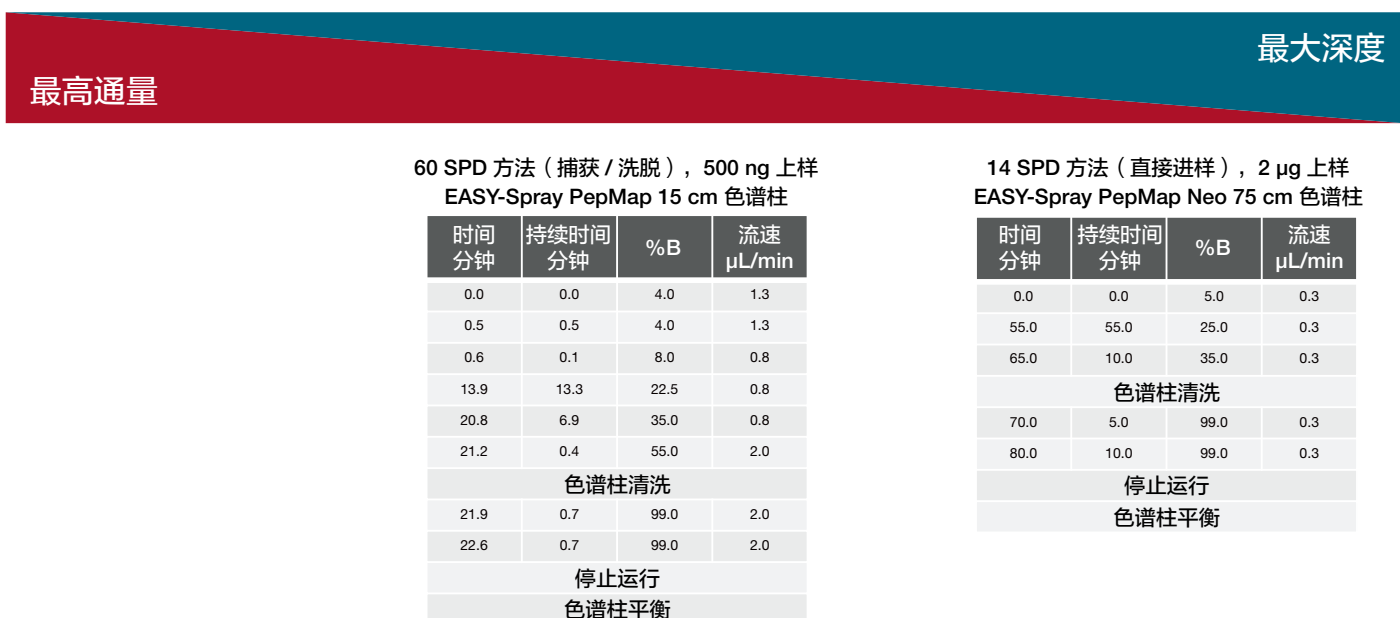 最大深度
最高通量
60 SPD 方法（捕获 / 洗脱），500 ng 上样
EASY-Spray PepMap 15 cm 色谱柱
时间 持续时间 %B 流速
分钟 分钟 µL/min
0.0 0.0 4.0 1.3
0.5 0.5 4.0 1.3
0.6 0.1 8.0 0.8
13.9 13.3 22.5 0.8
20.8 6.9 35.0 0.8
21.2 0.4 55.0 2.0
色谱柱清洗
21.9 0.7 99.0 2.0
22.6 0.7 99.0 2.0
停止运行
色谱柱平衡
14 SPD 方法（直接进样），2 µg 上样
EASY-Spray PepMap Neo 75 cm 色谱柱
时间 持续时间 %B 流速
分钟 分钟 µL/min
0.0 0.0 5.0 0.3
55.0 55.0 25.0 0.3
65.0 10.0 35.0 0.3
色谱柱清洗
70.0 5.0 99.0 0.3
80.0 10.0 99.0 0.3
停止运行
色谱柱平衡